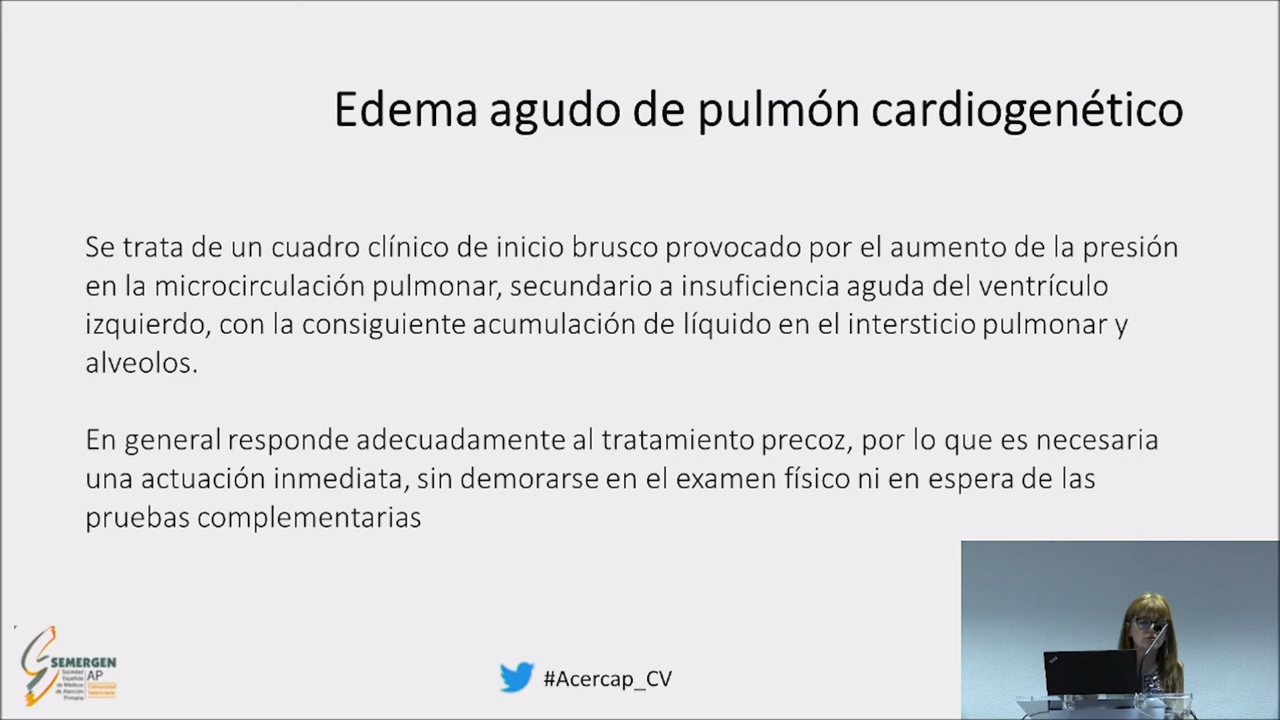 Edema agudo de pulmón cardiogenético
Se trata de un cuadro clínico de inicio brusco provocado por el aumento de la presión
en la microcirculación pulmonar, secundario a insuficiencia aguda del ventrículo
izquierdo, con la consiguiente acumulación de líquido en el intersticio pulmonar y
alveolos.
En general responde adecuadamente al tratamiento precoz, por lo que es necesaria
una actuación inmediata, sin demorarse en el examen físico ni en espera de las
pruebas complementarias
SEMERGEN
Sociedad
Española
de Médicos
de Atención
Primaria
AP
Comunidad
Valenciana
#Acercap_CV